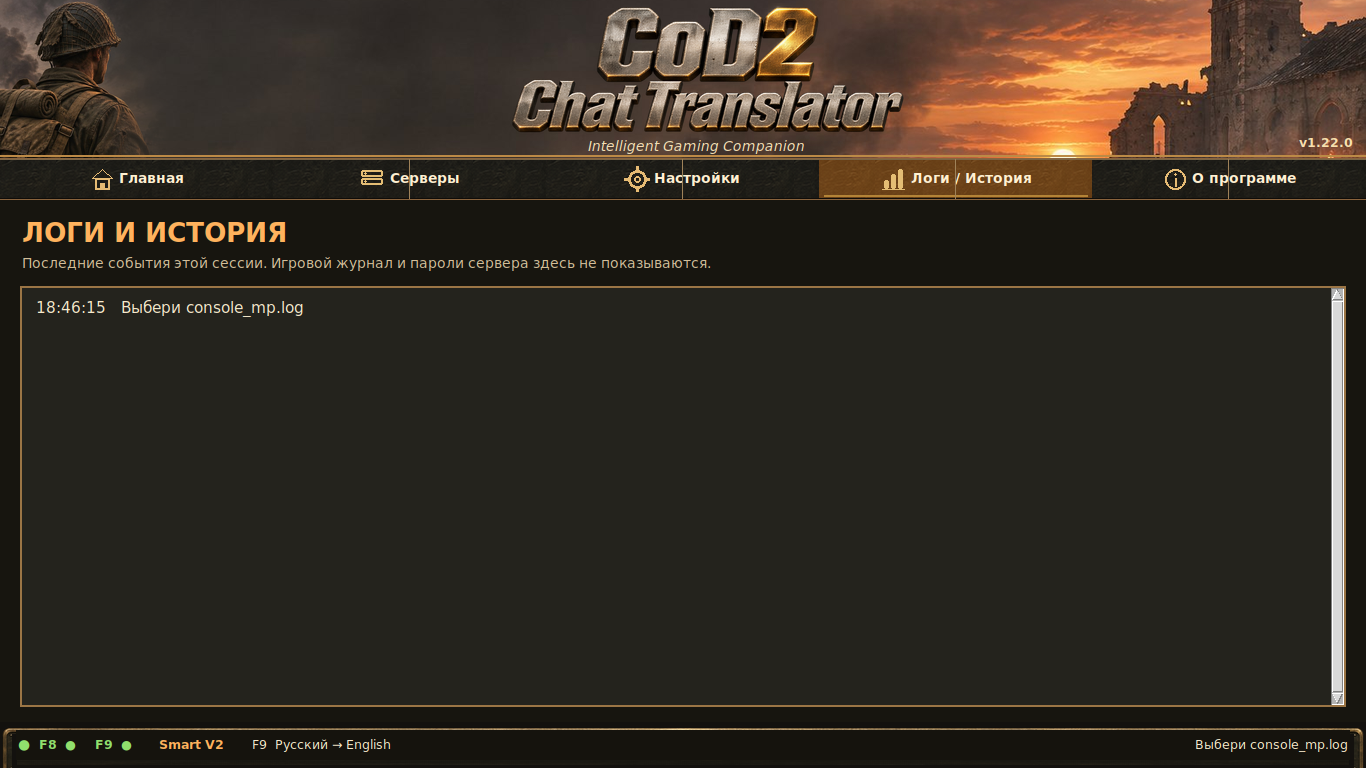 CoD2
Chat Translator
Intelligent Gaming Companion
v1.22.0
Главная Серверы Настройки Логи / История О программе
ЛОГИ И ИСТОРИЯ
Последние события этой сессии. Игровой журнал и пароли сервера здесь не показываются.
18:46:15 Выбери console_mp.log
F8 F9 Smart V2 F9 Русский → English Выбери console_mp.log